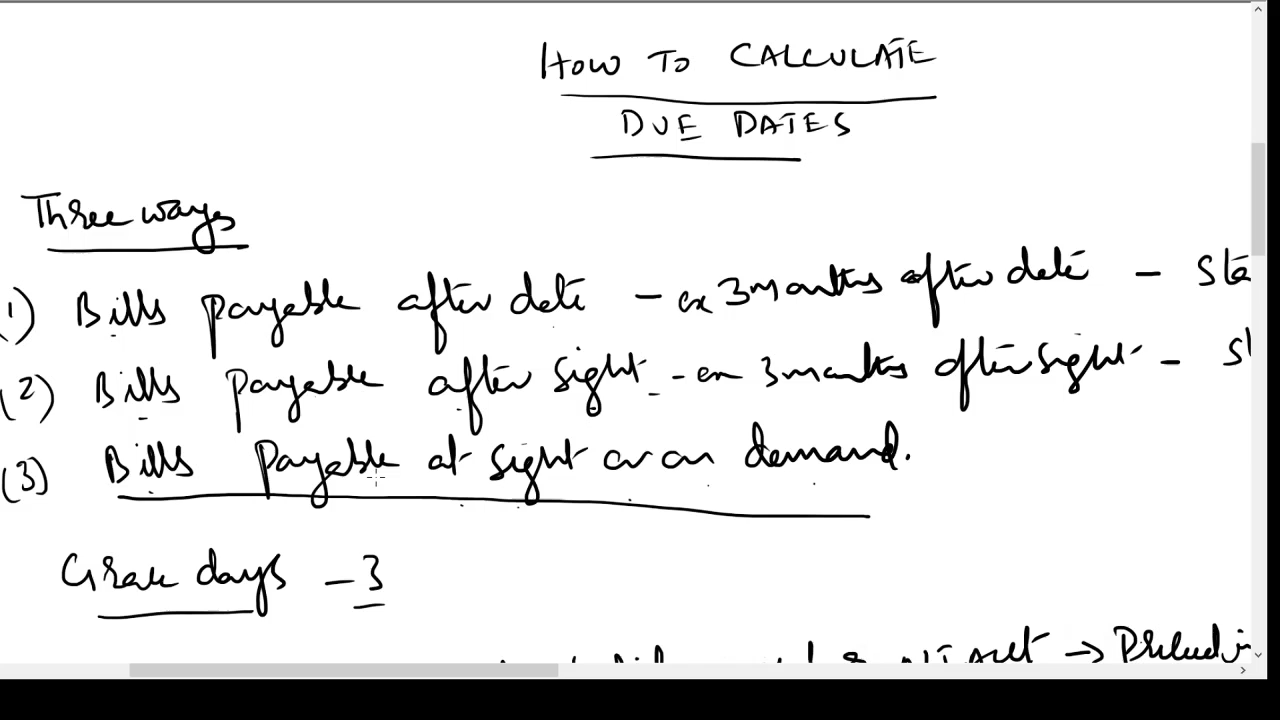 HOW TO CALCULATE
DUE DATES
Three ways
(1) Bills payable after date - ex 3 months after date - Sta
(2) Bills payable after sight - ex 3 months after sight - St
(3) Bills payable at sight or on demand.
Grace days - 3